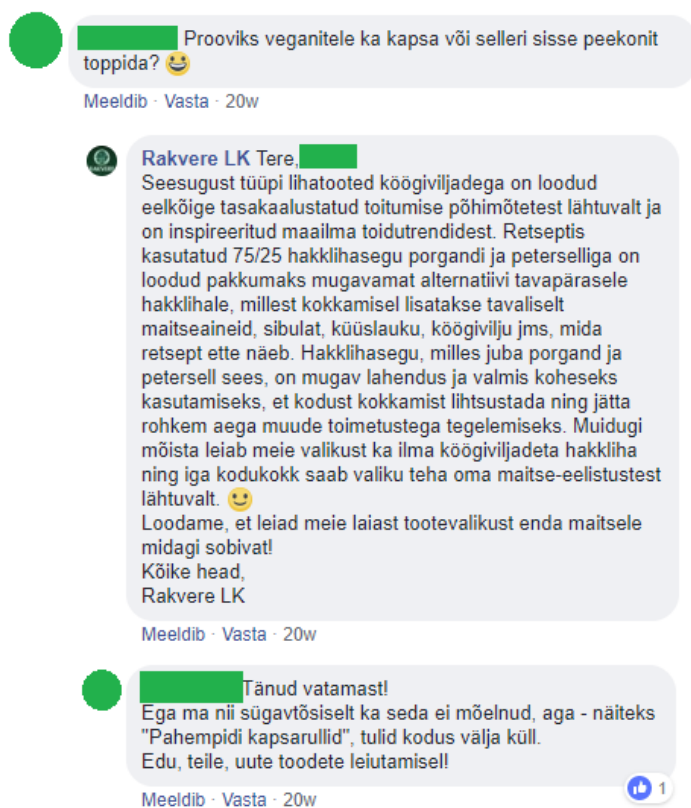 Prooviks veganitele ka kapsa või selleri sisse peekonit
toppida? 😀
Meeldib · Vasta · 20w
Rakvere LK Tere,
Seesugust tüüpi lihatooted köögiviljadega on loodud
eelkõige tasakaalustatud toitumise põhimõtetest lähtuvalt ja
on inspireeritud maailma toidutrendidest. Retseptis
kasutatud 75/25 hakklihasegu porgandi ja peterselliga on
loodud pakkumaks mugavamat alternatiivi tavapärasele
hakklihale, millest kokkamisel lisatakse tavaliselt
maitseaineid, sibulat, küüslauku, köögivilju jms, mida
retsept ette näeb. Hakklihasegu, milles juba porgand ja
petersell sees, on mugav lahendus ja valmis koheseks
kasutamiseks, et kodust kokkamist lihtsustada ning jätta
rohkem aega muude toimetustega tegelemiseks. Muidugi
mõista leiab meie valikust ka ilma köögiviljadeta hakkliha
ning iga kodukokk saab valiku teha oma maitse-eelistustest
lähtuvalt. 🙂
Loodame, et leiad meie laiast tootevalikust enda maitsele
midagi sobivat!
Kõike head,
Rakvere LK
Meeldib · Vasta · 20w
Tänud vatamast!
Ega ma nii sügavtõsiselt ka seda ei mõelnud, aga - näiteks
"Pahempidi kapsarullid", tulid kodus välja küll.
Edu, teile, uute toodete leiutamisel!
1
Meeldib · Vasta · 20w